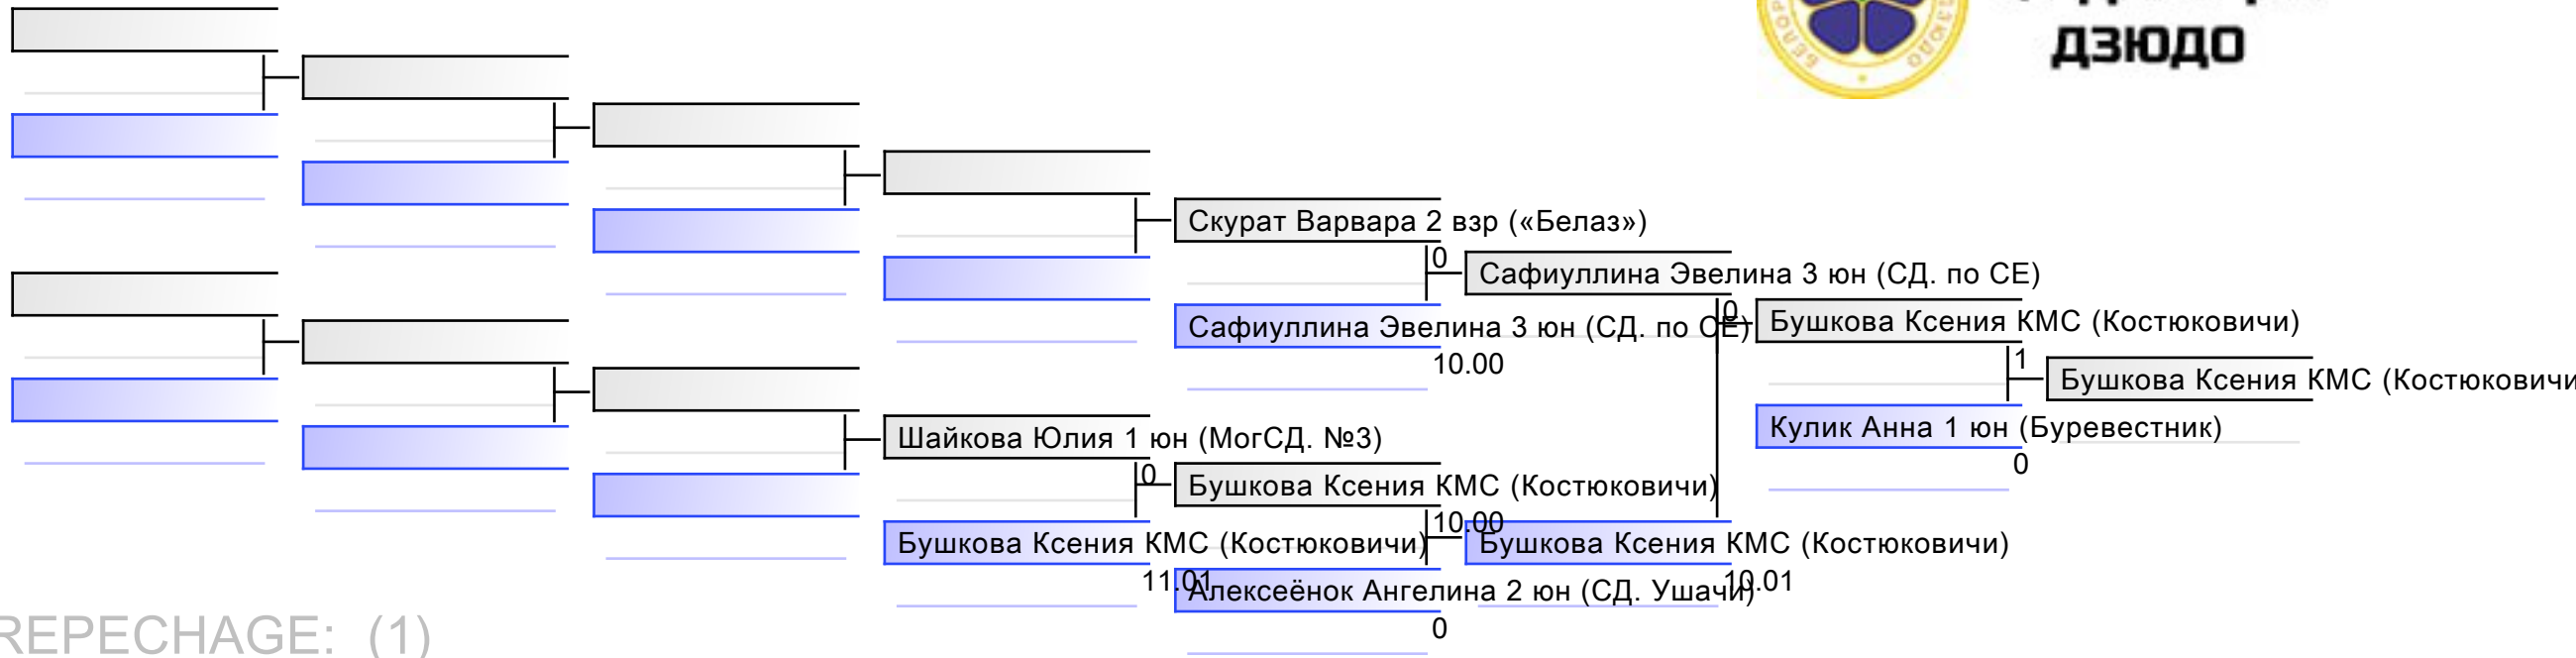 ДЗЮДО
Скурат Варвара 2 взр («Белаз»)
0
Сафиуллина Эвелина 3 юн (СД. по СЕ)
Сафиуллина Эвелина 3 юн (СД. по СЕ)
10.00
0
Бушкова Ксения КМС (Костюковичи)
1
Бушкова Ксения КМС (Костюковичи
Кулик Анна 1 юн (Буревестник)
0
Шайкова Юлия 1 юн (МогСД. №3)
0
Бушкова Ксения КМС (Костюковичи)
10.00
Бушкова Ксения КМС (Костюковичи)
11.01
Бушкова Ксения КМС (Костюковичи)
10.01
Алексеёнок Ангелина 2 юн (СД. Ушачи)
0
REPECHAGE: (1)